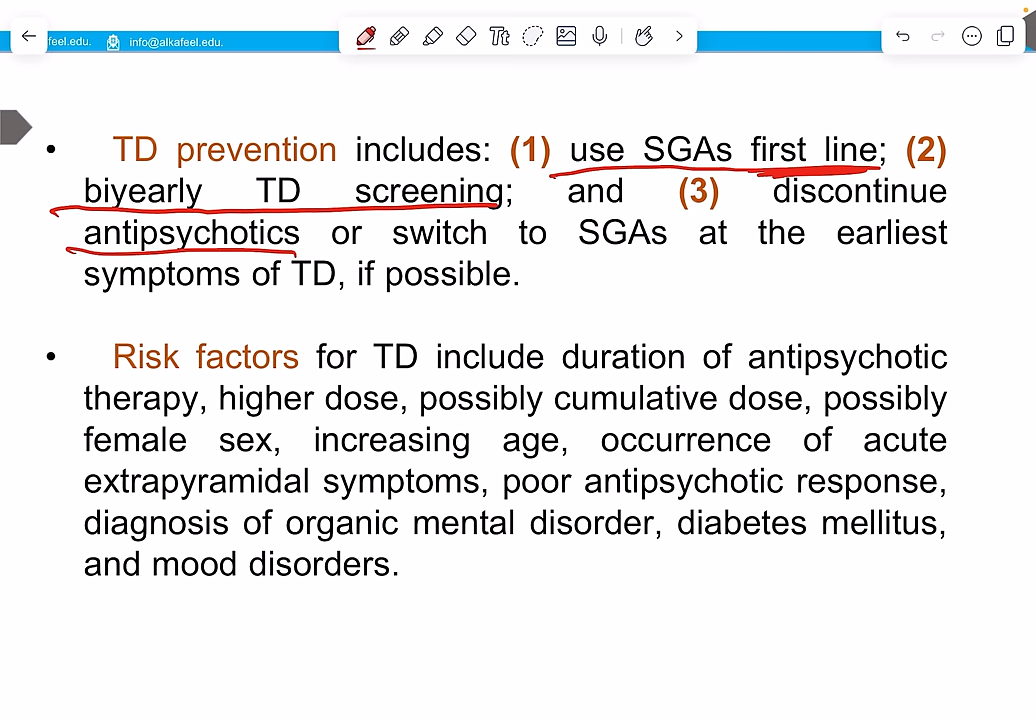 feel.edu. info@alkafeel.edu.
Tt
• TD prevention includes: (1) use SGAs first line; (2)
biyearly TD screening; and (3) discontinue
antipsychotics or switch to SGAs at the earliest
symptoms of TD, if possible.
• Risk factors for TD include duration of antipsychotic
therapy, higher dose, possibly cumulative dose, possibly
female sex, increasing age, occurrence of acute
extrapyramidal symptoms, poor antipsychotic response,
diagnosis of organic mental disorder, diabetes mellitus,
and mood disorders.